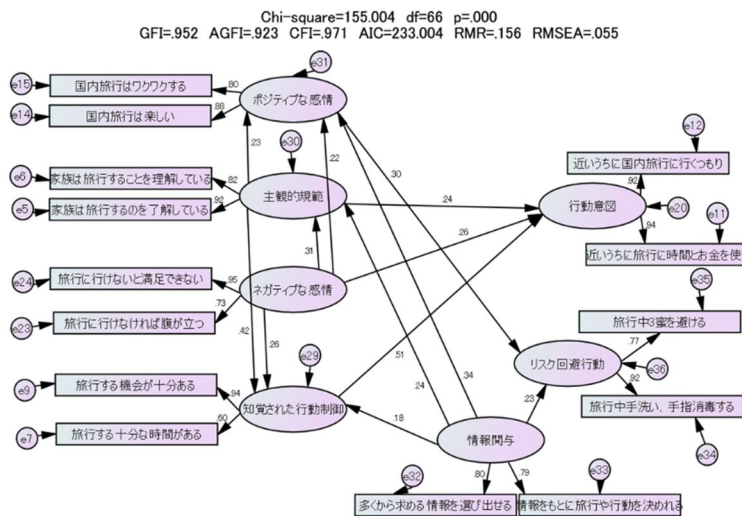 Chi-square=155.004 df=66 p=.000
GFI=.952 AGFI=.923 CFI=.971 AIC=233.004 RMR=.156 RMSEA=.055
e31
e15
国内旅行はワクワクする
.80
ポジティブな感情
e14
国内旅行は楽しい
.88
e12
.23
e30
.22
.30
近いうちに国内旅行に行くつもり
e6
家族は旅行することを理解している
.82
.92
主観的規範
.24
行動意図
e20
e5
家族は旅行するのを了解している
.92
e11
.94
.31
.26
近いうちに旅行に時間とお金を使
e24
旅行に行けないと満足できない
.95
ネガティブな感情
e35
.73
e23
旅行に行けなければ腹が立つ
旅行中3蜜を避ける
.42
.26
e29
.51
.77
リスク回避行動
e36
e9
旅行する機会が十分ある
.94
.24
.34
.92
.23
知覚された行動制御
旅行中手洗い、手指消毒する
.60
.18
e7
旅行する十分な時間がある
情報関与
e34
e32
.80
.79
e33
多くから求める情報を選び出せる
情報をもとに旅行や行動を決めれる